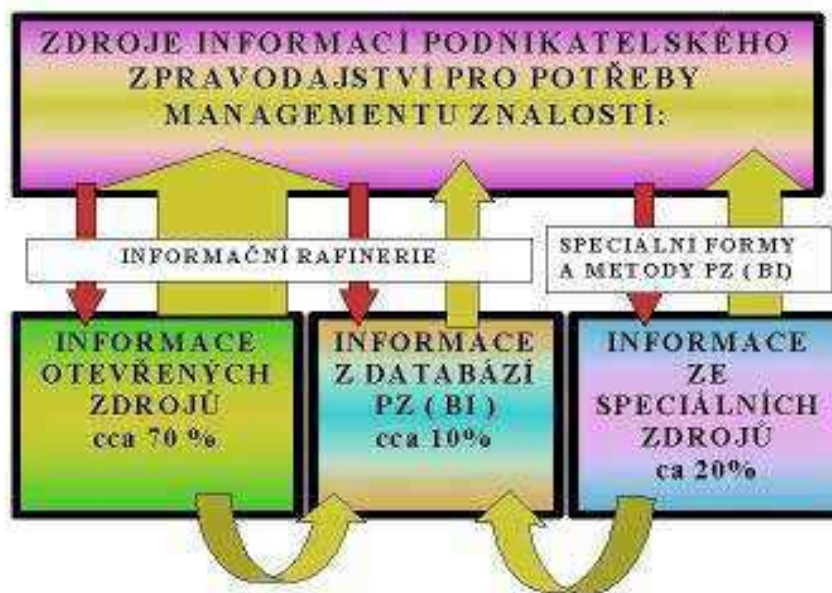 ZDROJE INFORMACÍ PODNIKATELSKÉHO
ZPRAVODAJSTVÍ PRO POTŘEBY
MANAGEMENTU ZNALOSTÍ:
INFORMAČNÍ RAFINERIE
SPECIÁLNÍ FORMY
A METODY PZ ( BI)
INFORMACE
OTEVŘENÝCH
ZDROJŮ
cca 70 %
INFORMACE
Z DATABÁZÍ
PZ ( BI )
cca 10%
INFORMACE
ZE
SPECIÁLNÍCH
ZDROJŮ
ca 20%